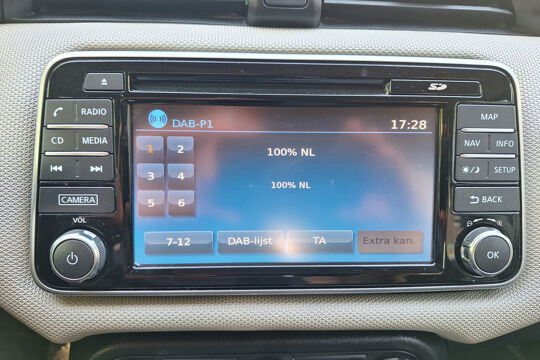 SD
RADIO
CD MEDIA
CAMERA
VOL
DAB-P1 17:28
1 2
3 4
5 6
100% NL
100% NL
7-12 DAB-lijst TA Extra kan.
MAP
NAV INFO
SETUP
BACK
OK